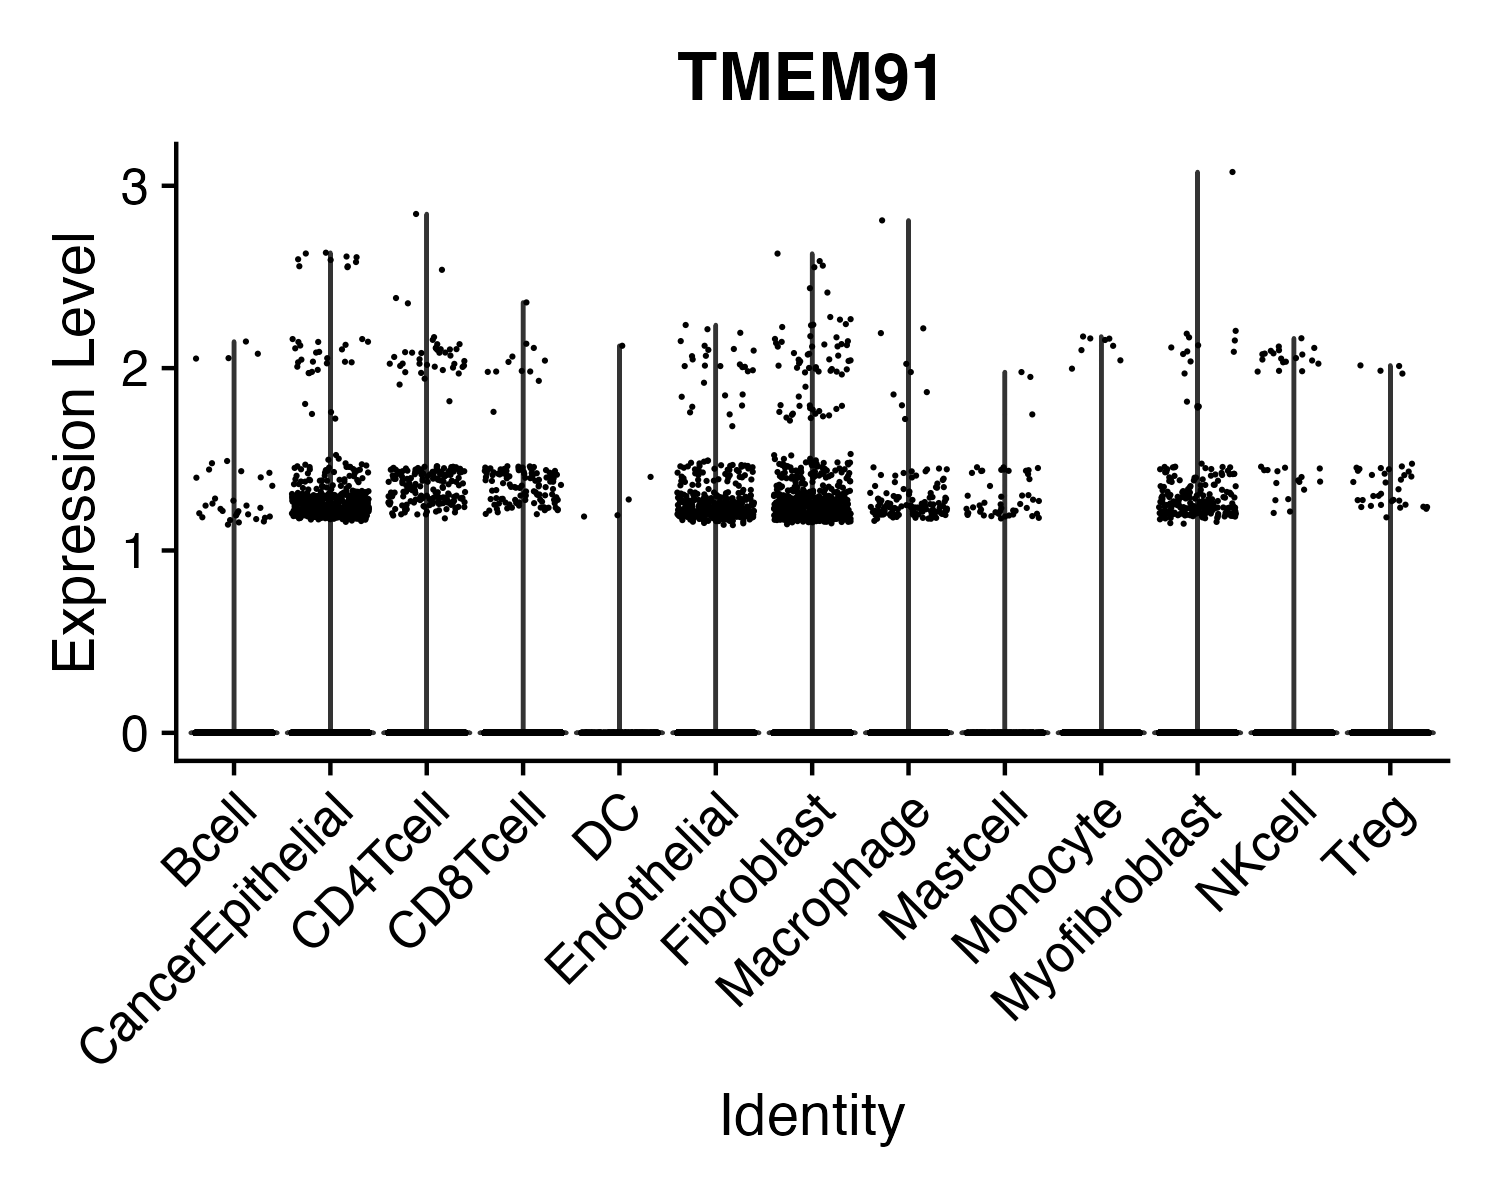 TMEM91
Expression Level
3
2
1
0
Bcell
CancerEpithelial
CD4Tcell
CD8Tcell
DC
Endothelial
Fibroblast
Macrophage
Mastcell
Monocyte
Myofibroblast
NKcell
Treg
Identity